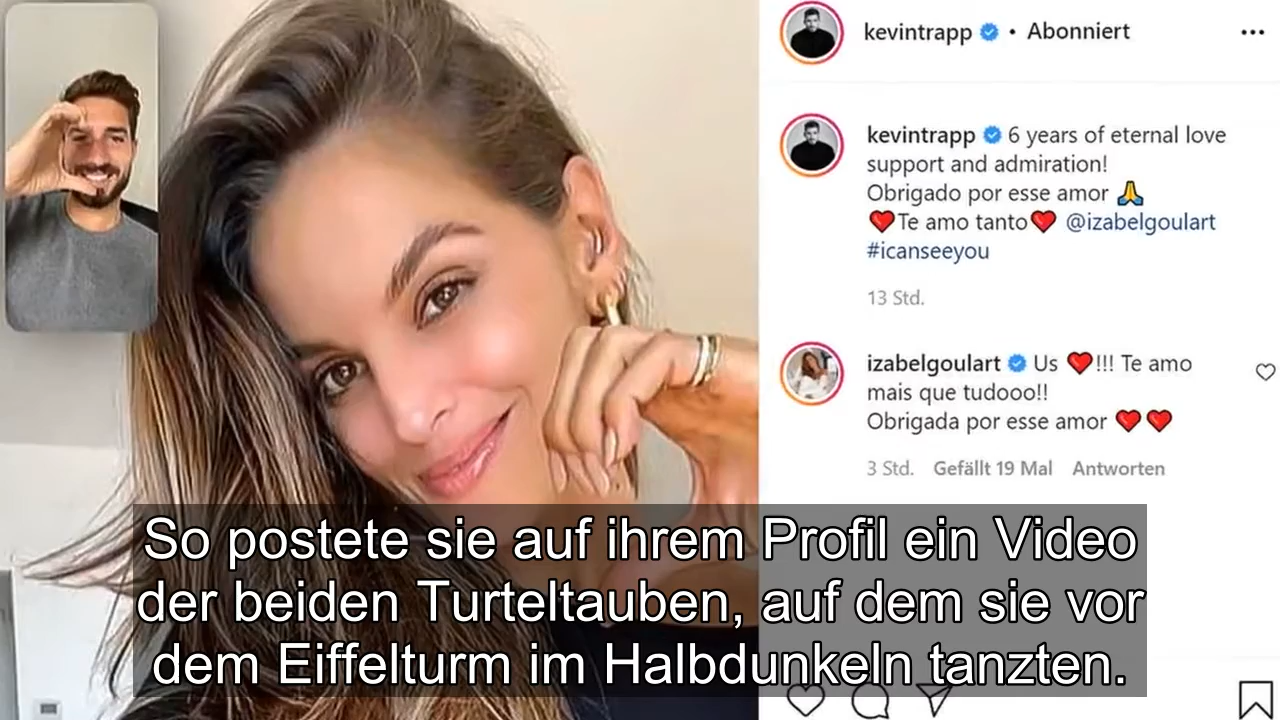 kevintrapp • Abonniert
kevintrapp 6 years of eternal love
support and admiration!
Obrigado por esse amor 🙏
❤️Te amo tanto❤️ @izabelgoulart
#icanseeyou
13 Std.
izabelgoulart Us ❤️!!! Te amo
mais que tudooo!!
Obrigada por esse amor ❤️❤️
3 Std. Gefällt 19 Mal Antworten
So postete sie auf ihrem Profil ein Video
der beiden Turteltauben, auf dem sie vor
dem Eiffelturm im Halbdunkeln tanzten.